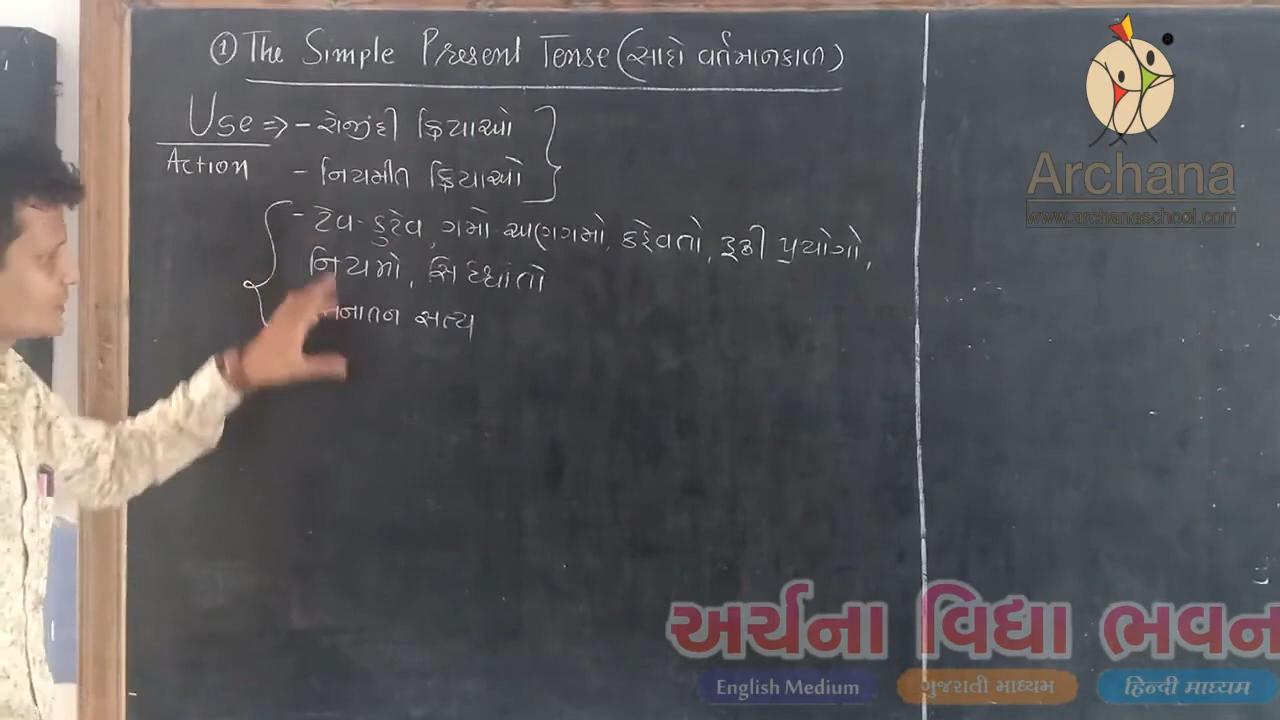 ① The Simple Present Tense (સાદો વર્તમાનકાળ)
Use ⇒ - રોજીંદી ક્રિયાઓ
Action - નિયમીત ક્રિયાઓ
- ટેવ-કુટેવ, ગમો-અણગમો, કહેવતો, રૂઢી પ્રયોગો,
નિયમો, સિધ્ધાંતો
સનાતન સત્ય
Archana
www.archanaschool.com
અર્ચના વિદ્યા ભવન
English Medium ગુજરાતી માધ્યમ हिन्दी माध्यम